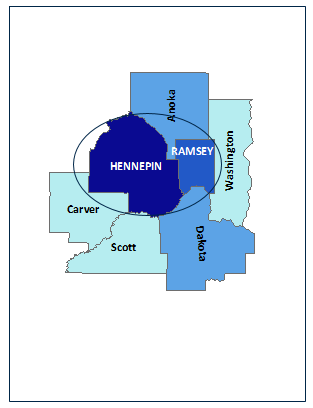 Anoka
RAMSEY
HENNEPIN
Washington
Carver
Scott
Dakota